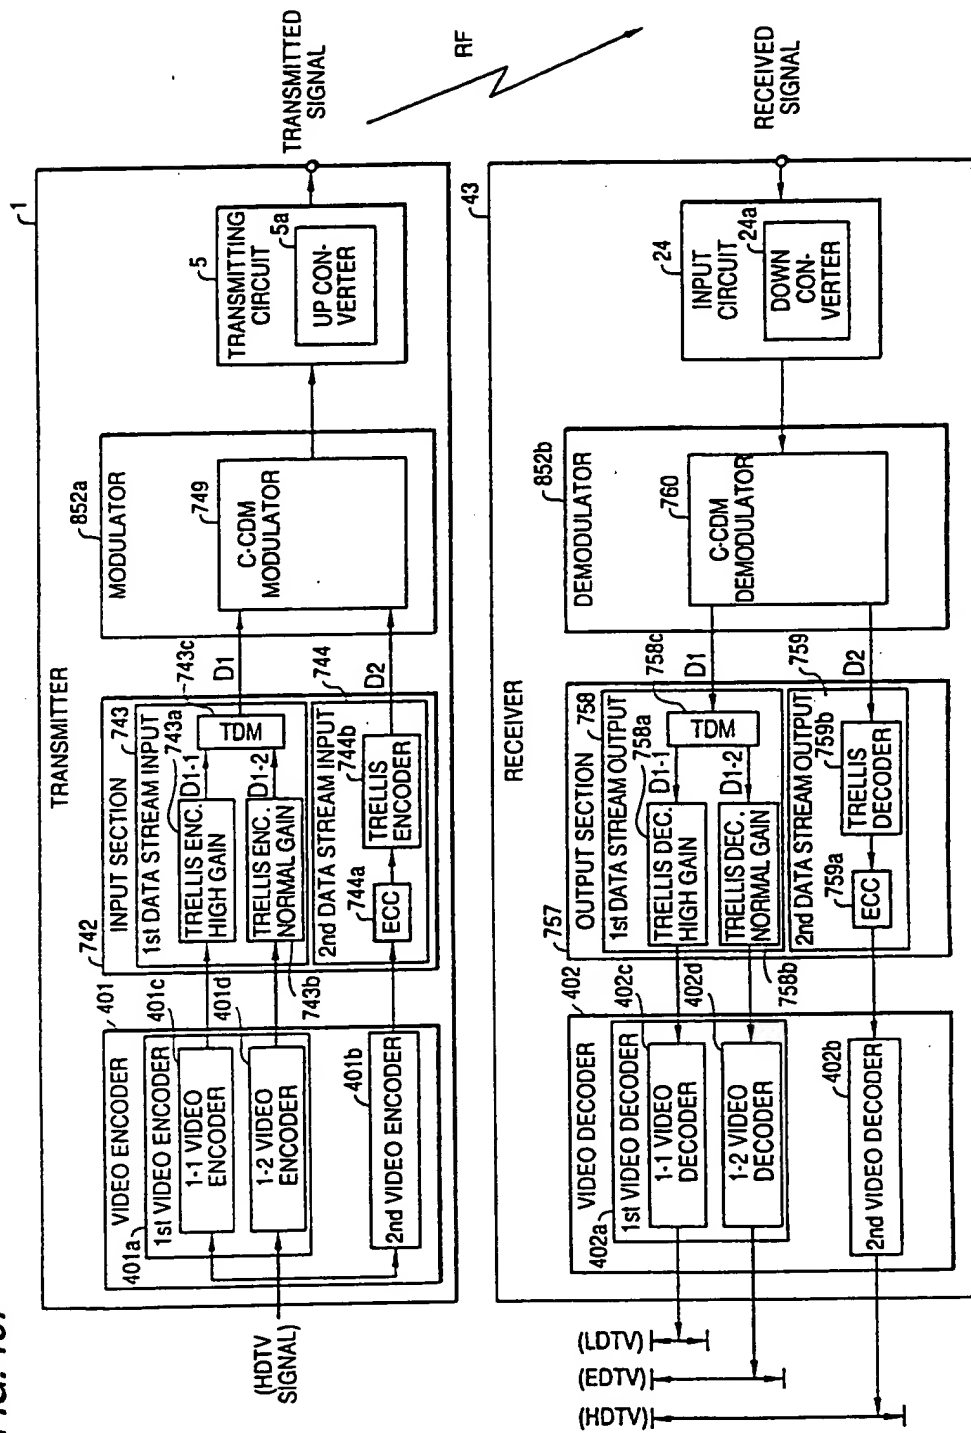 1
TRANSMITTER
401
VIDEO ENCODER
401a
1st VIDEO ENCODER
401c
1-1 VIDEO
ENCODER
401d
1-2 VIDEO
ENCODER
401b
2nd VIDEO ENCODER
(HDTV
SIGNAL)
742
INPUT SECTION
743
1st DATA STREAM INPUT
743a
TRELLIS ENC.
HIGH GAIN
D1-1
743c
TDM
TRELLIS ENC.
NORMAL GAIN
D1-2
743b
744
2nd DATA STREAM INPUT
744a
ECC
744b
TRELLIS
ENCODER
D1
D2
852a
MODULATOR
749
C-CDM
MODULATOR
5
TRANSMITTING
CIRCUIT
5a
UP CON-
VERTER
TRANSMITTED
SIGNAL
RF
43
RECEIVER
402
VIDEO DECODER
402a
1st VIDEO DECODER
402c
1-1 VIDEO
DECODER
402d
1-2 VIDEO
DECODER
402b
2nd VIDEO DECODER
(LDTV)
(EDTV)
(HDTV)
757
OUTPUT SECTION
758
1st DATA STREAM OUTPUT
758a
TRELLIS DEC.
HIGH GAIN
D1-1
758c
TDM
TRELLIS DEC.
NORMAL GAIN
D1-2
758b
759
2nd DATA STREAM OUTPUT
759a
ECC
759b
TRELLIS
DECODER
D1
D2
852b
DEMODULATOR
760
C-CDM
DEMODULATOR
24
INPUT
CIRCUIT
24a
DOWN
CON-
VERTER
RECEIVED
SIGNAL